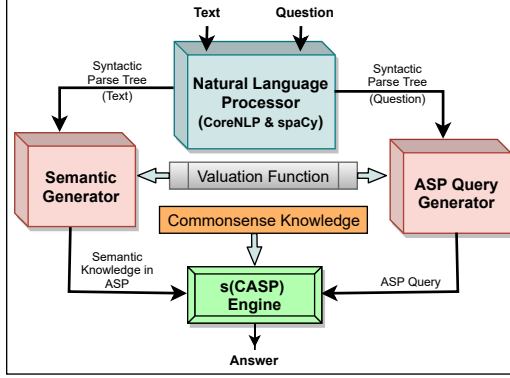 Text
Question
Syntactic
Parse Tree
(Text)
Natural Language
Processor
(CoreNLP & spaCy)
Syntactic
Parse Tree
(Question)
Semantic
Generator
Valuation Function
ASP Query
Generator
Commonsense Knowledge
Semantic
Knowledge in
ASP
s(CASP)
Engine
ASP Query
Answer